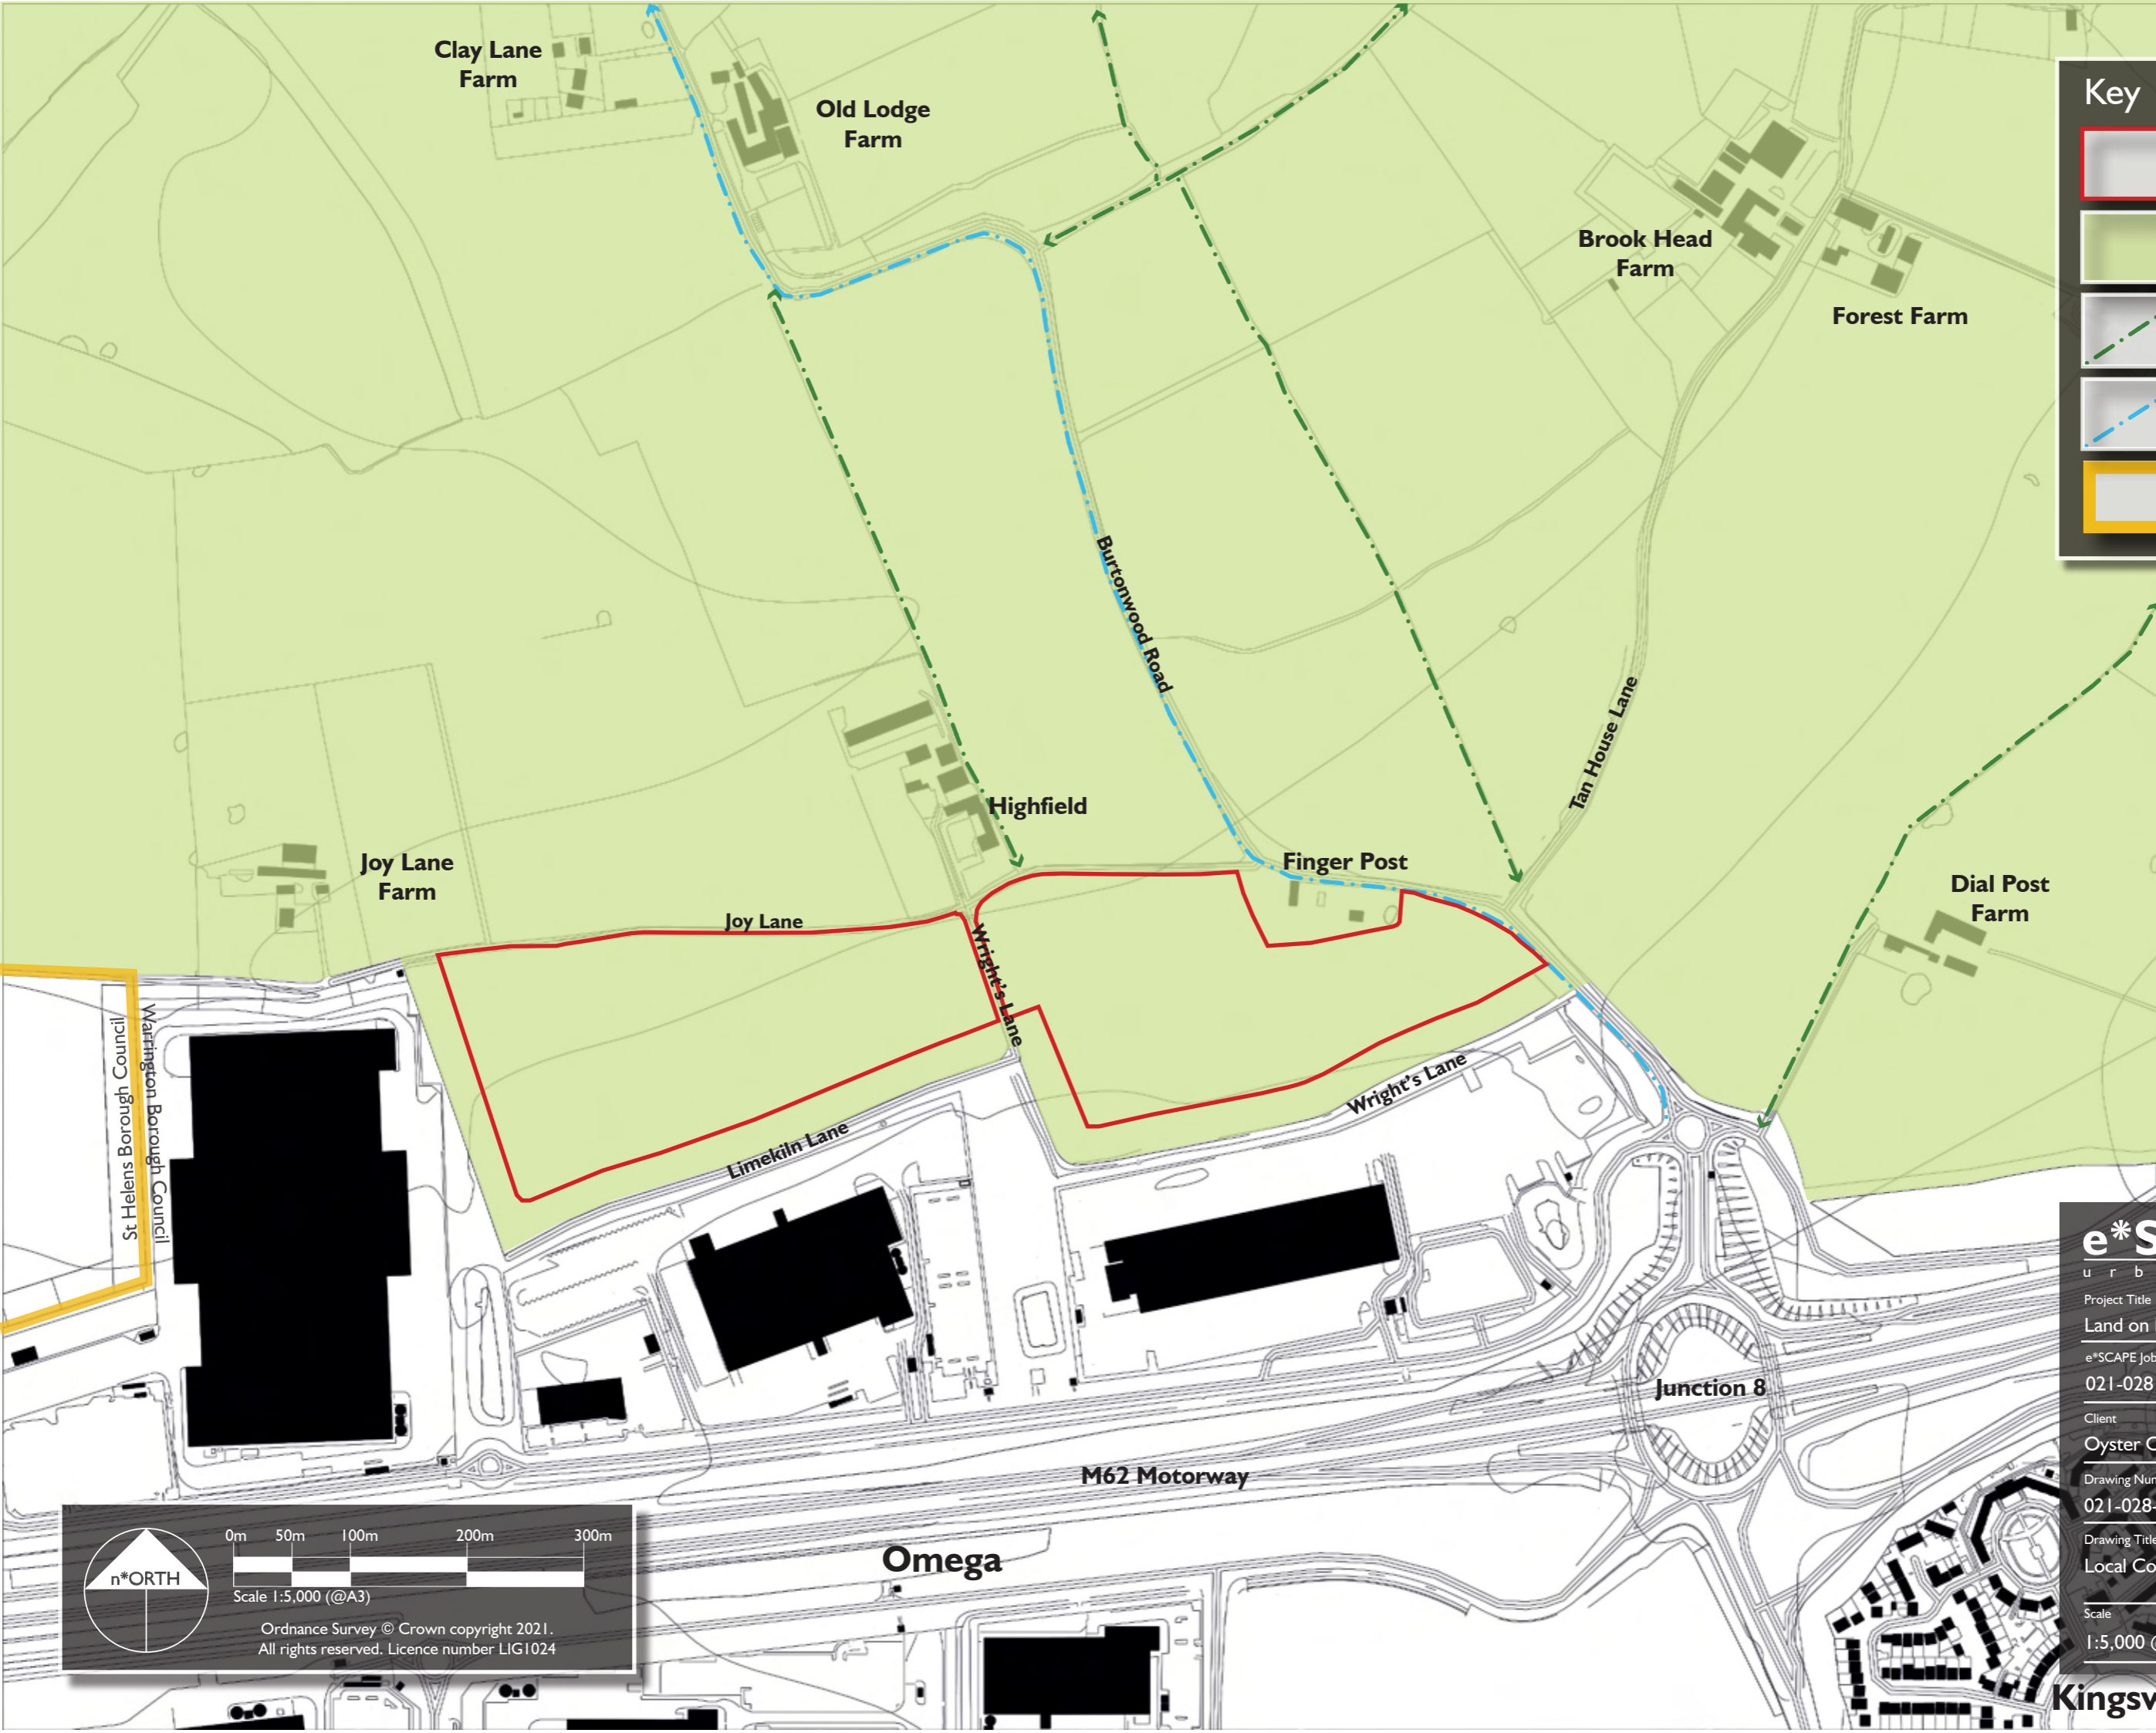 Clay Lane
Farm
Old Lodge
Farm
Brook Head
Farm
Forest Farm
Key
Burtonwood Road
Tan House Lane
Highfield
Finger Post
Joy Lane
Farm
Joy Lane
Dial Post
Farm
Wright's Lane
Wright's Lane
Limekiln Lane
St Helens Borough Council
Warrington Borough Council
Junction 8
M62 Motorway
Omega
n*ORTH
0m 50m 100m 200m 300m
Scale 1:5,000 (@A3)
Ordnance Survey © Crown copyright 2021.
All rights reserved. Licence number LIG1024
e*S
u r b
Project Title
Land on
e*SCAPE Job
021-028
Client
Oyster
Drawing
021-028-
Drawing Title
Local
Scale
1:5,000